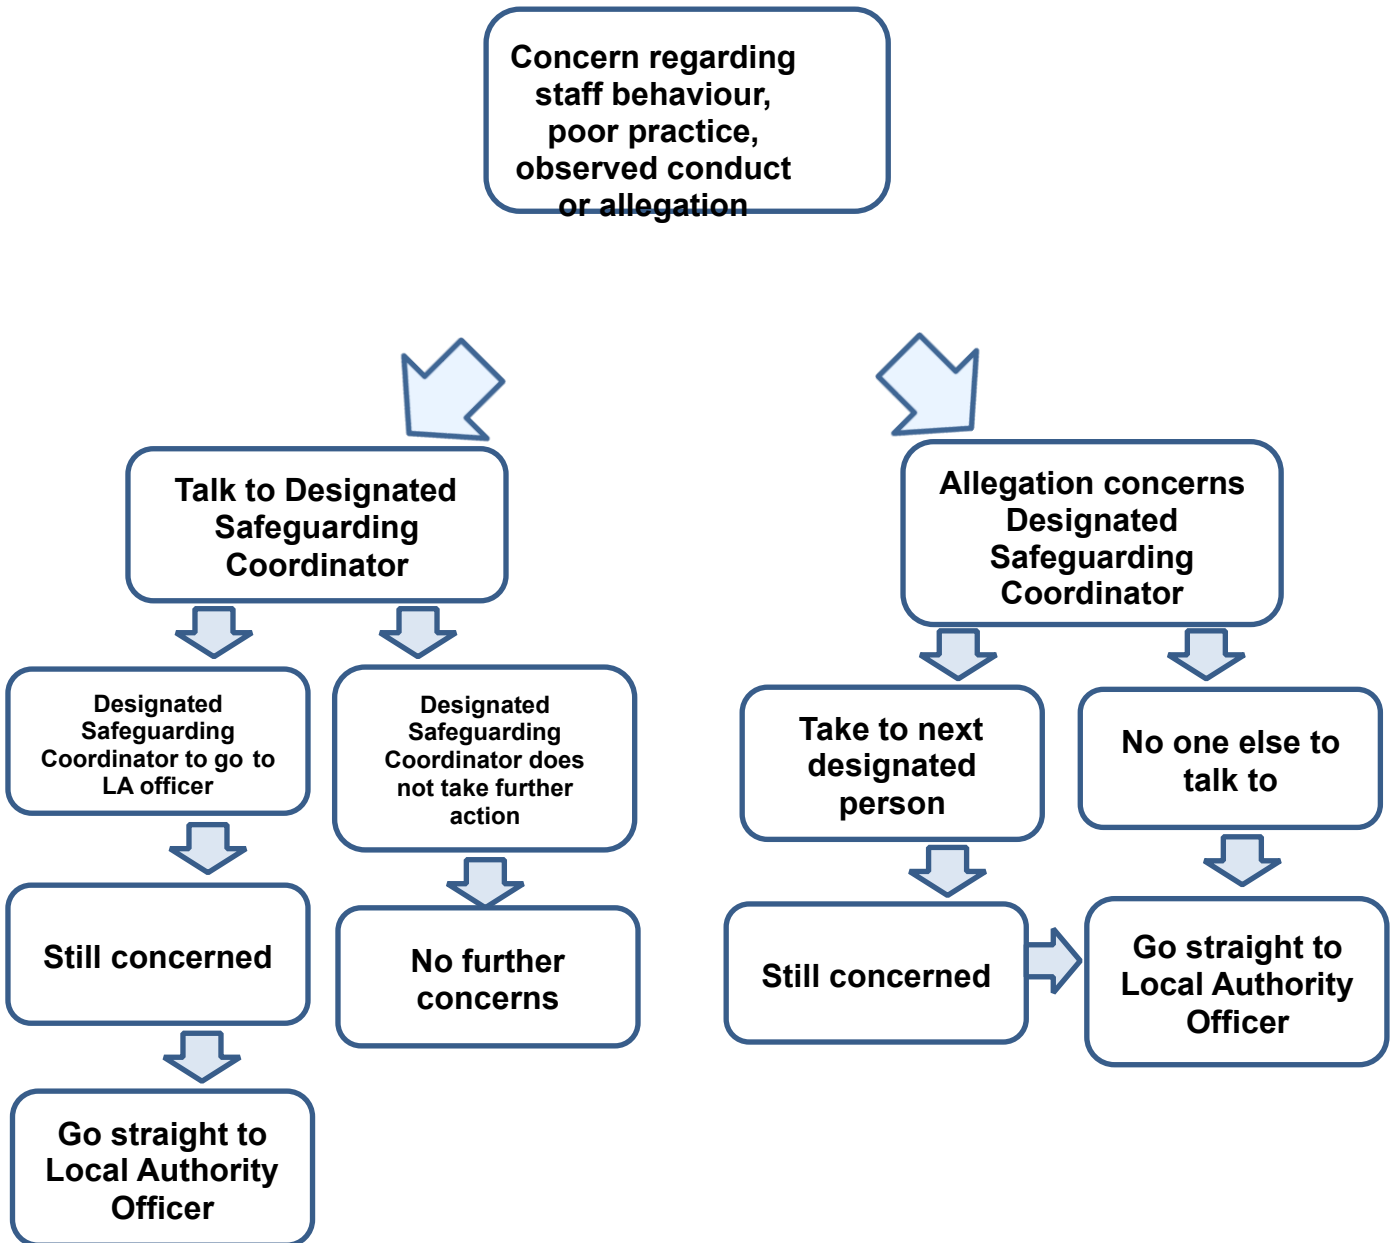 Concern regarding
staff behaviour,
poor practice,
observed conduct
or allegation
Talk to Designated
Safeguarding
Coordinator
Allegation concerns
Designated
Safeguarding
Coordinator
Designated
Safeguarding
Coordinator to go to
LA officer
Designated
Safeguarding
Coordinator does
not take further
action
Take to next
designated
person
No one else to
talk to
Still concerned
No further
concerns
Still concerned
Go straight to
Local Authority
Officer
Go straight to
Local Authority
Officer